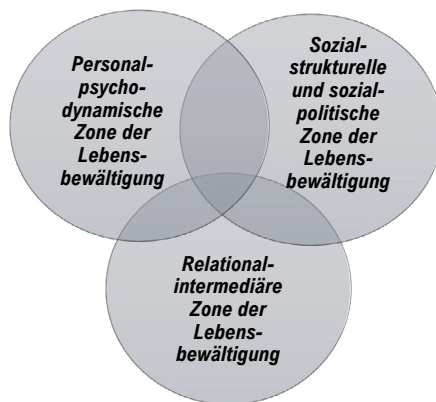 Personal-
psycho-
dynamische
Zone der
Lebens-
bewältigung
Sozial-
strukturelle
und sozial-
politische
Zone der
Lebens-
bewältigung
Relational-
intermediäre
Zone der
Lebens-
bewältigung